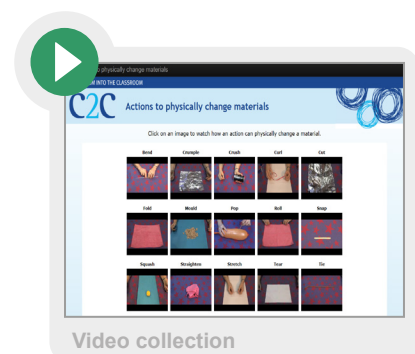 to physically change materials
INTO THE CLASSROOM
C2C Actions to physically change materials
Click on an image to watch how an action can physically change a material.
Bend Crumple Crush Curl Cut
Fold Mould Pop Roll Snap
Squash Straighten Stretch Tear Tie
Video collection